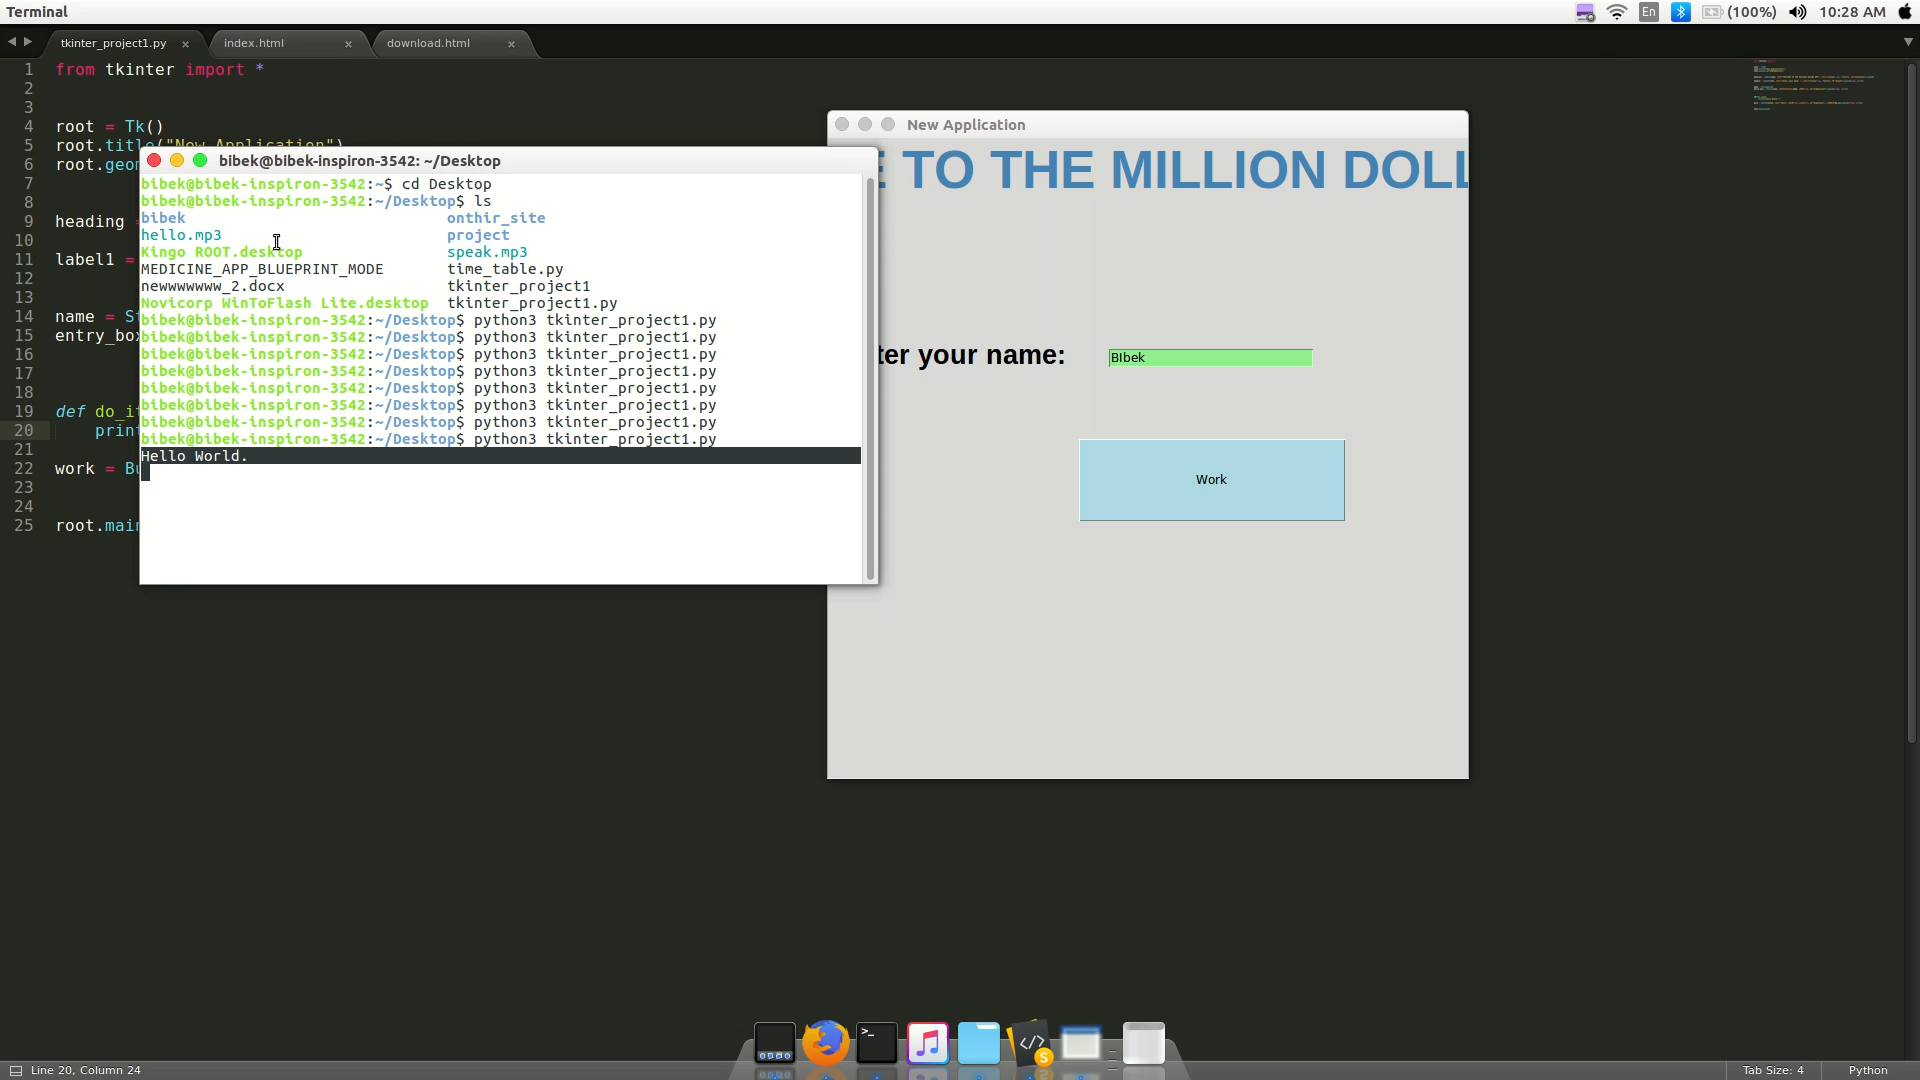 Terminal
En
(100%)
10:28 AM
tkinter_project1.py
index.html
download.html
1 from tkinter import *
2
3
4 root = Tk()
5 root.title("New Application")
6 root.geom
7
8
9 heading =
10
11 label1 =
12
13
14 name = St
15 entry_box
16
17
18
19 def do_it
20 print
21
22 work = Bu
23
24
25 root.main
bibek@bibek-inspiron-3542: ~/Desktop
bibek@bibek-inspiron-3542:~$ cd Desktop
bibek@bibek-inspiron-3542:~/Desktop$ ls
bibek onthir_site
hello.mp3 project
Kingo ROOT.desktop speak.mp3
MEDICINE_APP_BLUEPRINT_MODE time_table.py
newwwwwww_2.docx tkinter_project1
Novicorp WinToFlash Lite.desktop tkinter_project1.py
bibek@bibek-inspiron-3542:~/Desktop$ python3 tkinter_project1.py
bibek@bibek-inspiron-3542:~/Desktop$ python3 tkinter_project1.py
bibek@bibek-inspiron-3542:~/Desktop$ python3 tkinter_project1.py
bibek@bibek-inspiron-3542:~/Desktop$ python3 tkinter_project1.py
bibek@bibek-inspiron-3542:~/Desktop$ python3 tkinter_project1.py
bibek@bibek-inspiron-3542:~/Desktop$ python3 tkinter_project1.py
bibek@bibek-inspiron-3542:~/Desktop$ python3 tkinter_project1.py
bibek@bibek-inspiron-3542:~/Desktop$ python3 tkinter_project1.py
Hello World.
New Application
E TO THE MILLION DOLL
ter your name:
BIbek
Work
Line 20, Column 24
Tab Size: 4
Python